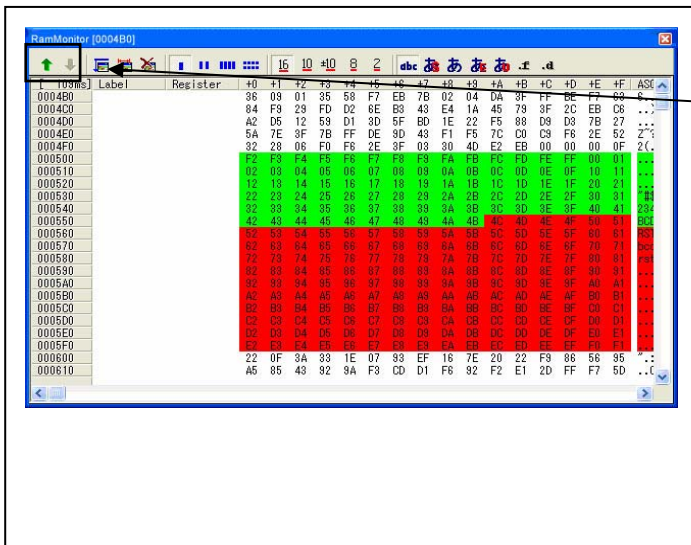 RamMonitor [0004B0]
16 10 ±10 8 2 abc あ .f .d
[ 109ms] Label Register +0 +1 +2 +3 +4 +5 +6 +7 +8 +9 +A +B +C +D +E +F ASC
0004B0 36 09 01 35 58 F7 EB 7B 02 04 DA 3F FF BE F7 63 6...
0004C0 84 F9 29 FD D2 6E B3 43 E4 1A 45 79 3F 2C EB C6 ..)
0004D0 A2 D5 12 59 D1 3D 5F BD 1E 22 F5 88 D9 D3 7B 27 ...
0004E0 5A 7E 3F 7B FF DE 9D 43 F1 F5 7C C0 C9 F6 2E 52 Z~?
0004F0 32 28 06 F0 F6 2E 3F 03 30 4D E2 EB 00 00 00 0F 2(.
000500 F2 F3 F4 F5 F6 F7 F8 F9 FA FB FC FD FE FF 00 01 ...
000510 02 03 04 05 06 07 08 09 0A 0B 0C 0D 0E 0F 10 11 ...
000520 12 13 14 15 16 17 18 19 1A 1B 1C 1D 1E 1F 20 21 ...
000530 22 23 24 25 26 27 28 29 2A 2B 2C 2D 2E 2F 30 31 "#$
000540 32 33 34 35 36 37 38 39 3A 3B 3C 3D 3E 3F 40 41 234
000550 42 43 44 45 46 47 48 49 4A 4B 4C 4D 4E 4F 50 51 BCD
000560 52 53 54 55 56 57 58 59 5A 5B 5C 5D 5E 5F 60 61 RST
000570 62 63 64 65 66 67 68 69 6A 6B 6C 6D 6E 6F 70 71 bcd
000580 72 73 74 75 76 77 78 79 7A 7B 7C 7D 7E 7F 80 81 rst
000590 82 83 84 85 86 87 88 89 8A 8B 8C 8D 8E 8F 90 91 ...
0005A0 92 93 94 95 96 97 98 99 9A 9B 9C 9D 9E 9F A0 A1 ...
0005B0 A2 A3 A4 A5 A6 A7 A8 A9 AA AB AC AD AE AF B0 B1 ...
0005C0 B2 B3 B4 B5 B6 B7 B8 B9 BA BB BC BD BE BF C0 C1 ...
0005D0 C2 C3 C4 C5 C6 C7 C8 C9 CA CB CC CD CE CF D0 D1 ...
0005E0 D2 D3 D4 D5 D6 D7 D8 D9 DA DB DC DD DE DF E0 E1 ...
0005F0 E2 E3 E4 E5 E6 E7 E8 E9 EA EB EC ED EE EF F0 F1 ...
000600 22 0F 3A 33 1E 07 93 EF 16 7E 20 22 F9 86 56 95 ".:
000610 A5 85 43 92 9A F3 CD D1 F6 92 F2 E1 2D FF F7 5D ..C